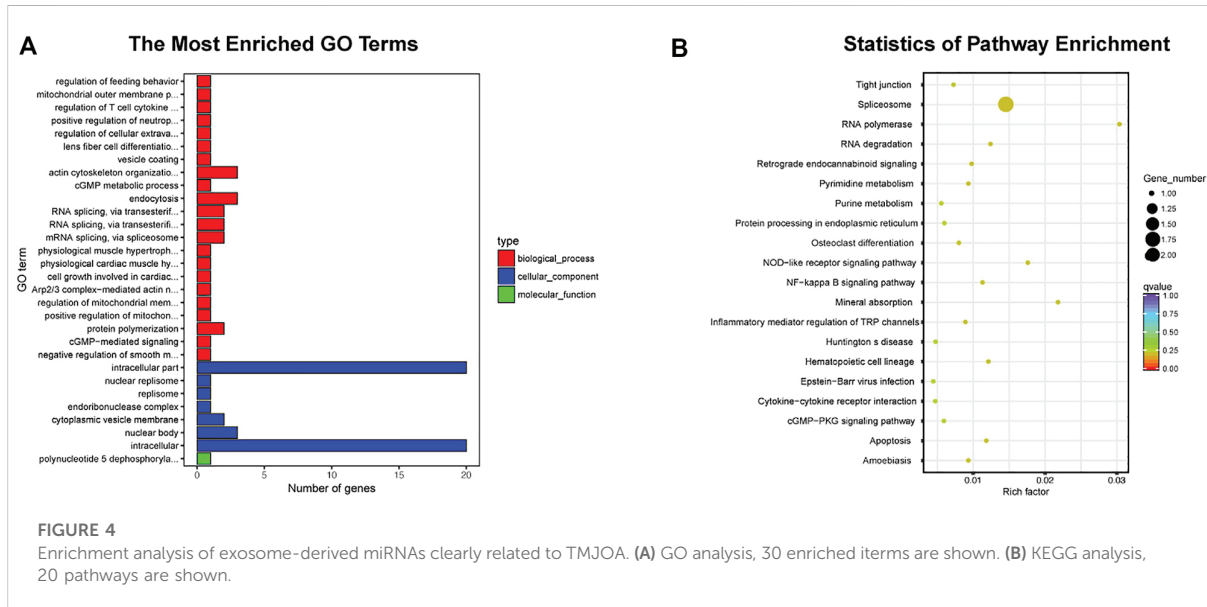 A
The Most Enriched GO Terms
GO term
regulation of feeding behavior
mitochondrial outer membrane p...
regulation of T cell cytokine ...
positive regulation of neutrop...
regulation of cellular extrava...
lens fiber cell differentiatio...
vesicle coating
actin cytoskeleton organizatio...
cGMP metabolic process
endocytosis
RNA splicing, via transesterif...
RNA splicing, via transesterifi...
mRNA splicing, via spliceosome
physiological muscle hypertroph...
physiological cardiac muscle hy...
cell growth involved in cardiac...
Arp2/3 complex-mediated actin n...
regulation of mitochondrial mem...
positive regulation of mitochon...
protein polymerization
cGMP-mediated signaling
negative regulation of smooth m...
intracellular part
nuclear replisome
replisome
endoribonuclease complex
cytoplasmic vesicle membrane
nuclear body
intracellular
polynucleotide 5 dephosphoryla...
0 5 10 15 20
Number of genes
type
biological_process
cellular_component
molecular_function
B
Statistics of Pathway Enrichment
Tight junction
Spliceosome
RNA polymerase
RNA degradation
Retrograde endocannabinoid signaling
Pyrimidine metabolism
Purine metabolism
Protein processing in endoplasmic reticulum
Osteoclast differentiation
NOD-like receptor signaling pathway
NF-kappa B signaling pathway
Mineral absorption
Inflammatory mediator regulation of TRP channels
Huntington s disease
Hematopoietic cell lineage
Epstein-Barr virus infection
Cytokine-cytokine receptor interaction
cGMP-PKG signaling pathway
Apoptosis
Amoebiasis
0.01 0.02 0.03
Rich factor
Gene_number
1.00
1.25
1.50
1.75
2.00
qvalue
1.00
0.75
0.50
0.25
0.00
FIGURE 4
Enrichment analysis of exosome-derived miRNAs clearly related to TMJOA. (A) GO analysis, 30 enriched iterms are shown. (B) KEGG analysis,
20 pathways are shown.